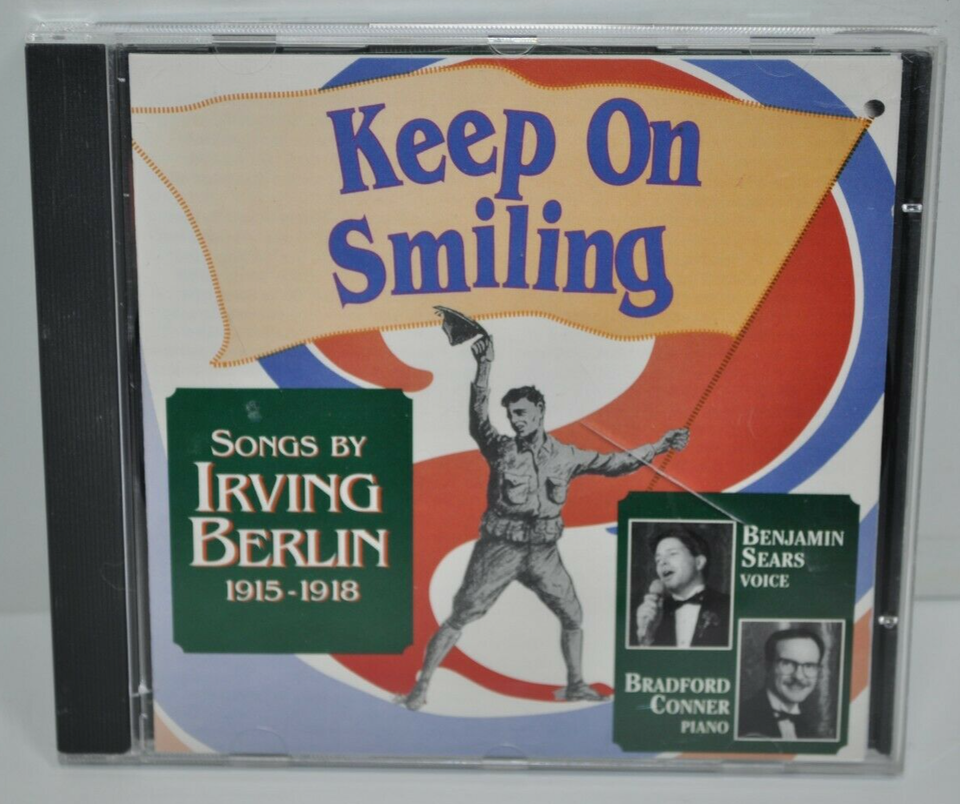 Keep On
Smiling
SONGS BY
IRVING
BERLIN
1915-1918
BENJAMIN
SEARS
VOICE
BRADFORD
CONNER
PIANO